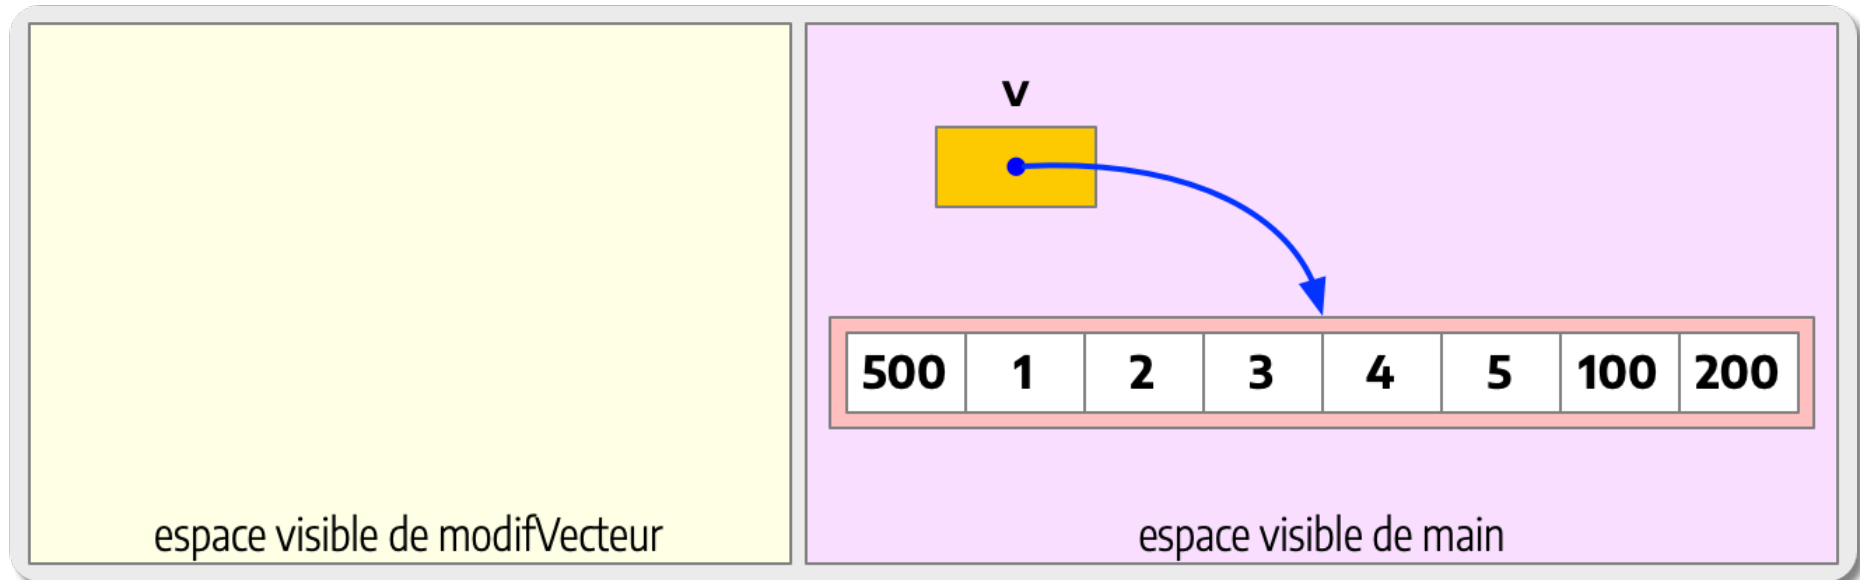 v
500 1 2 3 4 5 100 200
espace visible de modifVecteur
espace visible de main